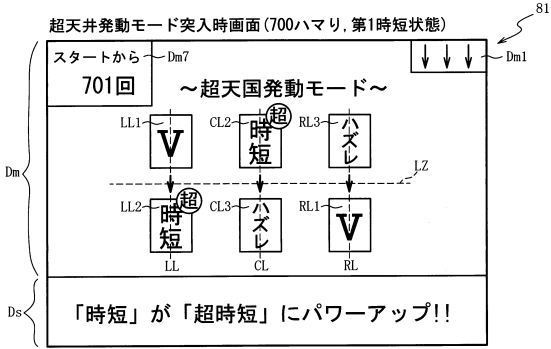 超天井発動モード突入時画面(700ハマり,第1時短状態)
81
スタートから
701回
Dm7
Dm1
~超天国発動モード~
Dm
LL1
V
CL2
時短
超
RL3
ハズレ
LZ
LL2
時短
超
CL3
ハズレ
RL1
V
LL
CL
RL
Ds
「時短」が「超時短」にパワーアップ!!